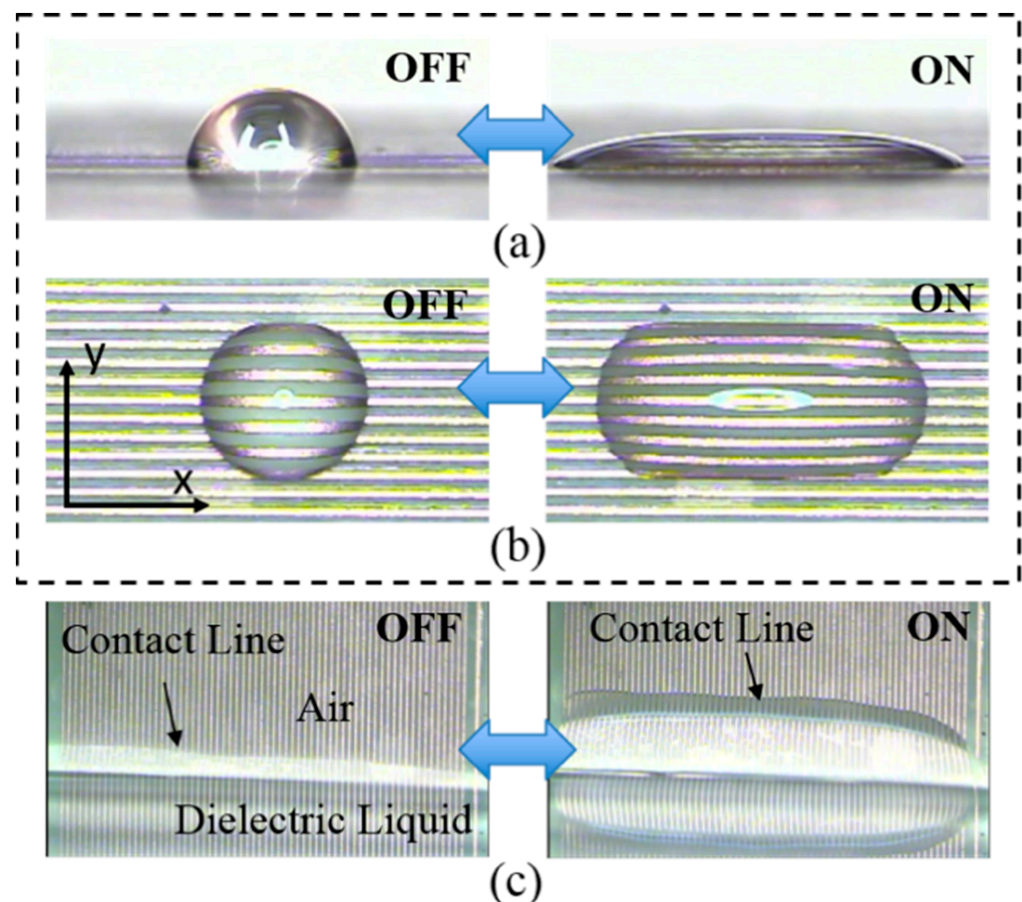 OFF
ON
(a)
OFF
ON
y
x
(b)
Contact Line
OFF
Air
Dielectric Liquid
Contact Line
ON
(c)